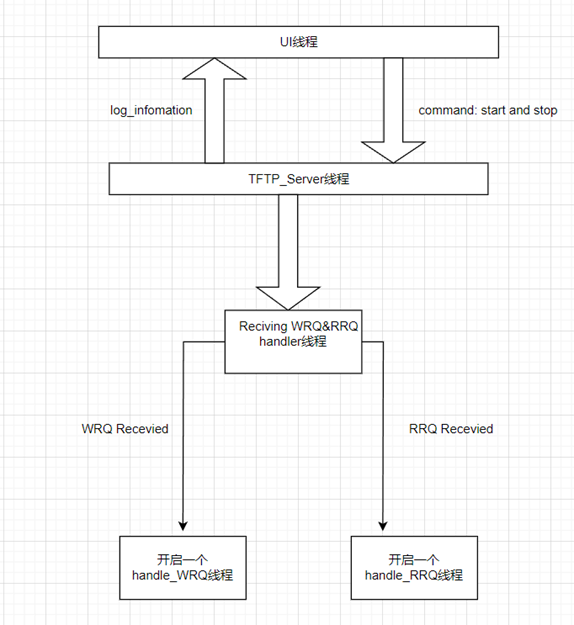 UI线程
log_infomation
command: start and stop
TFTP_Server线程
Reciving WRQ&RRQ
handler线程
WRQ Recevied
RRQ Recevied
开启一个
handle_WRQ线程
开启一个
handle_RRQ线程